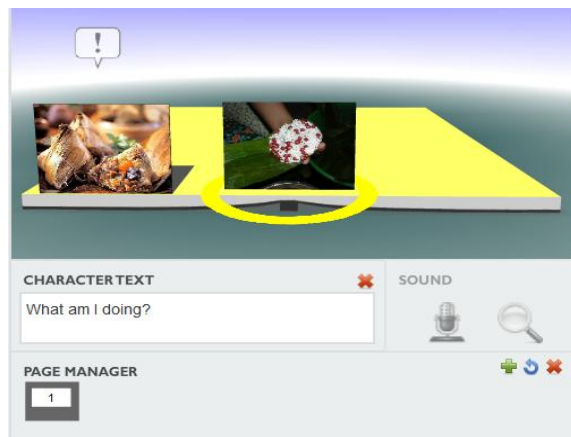 !
CHARACTER TEXT
SOUND
What am I doing?
PAGE MANAGER
1